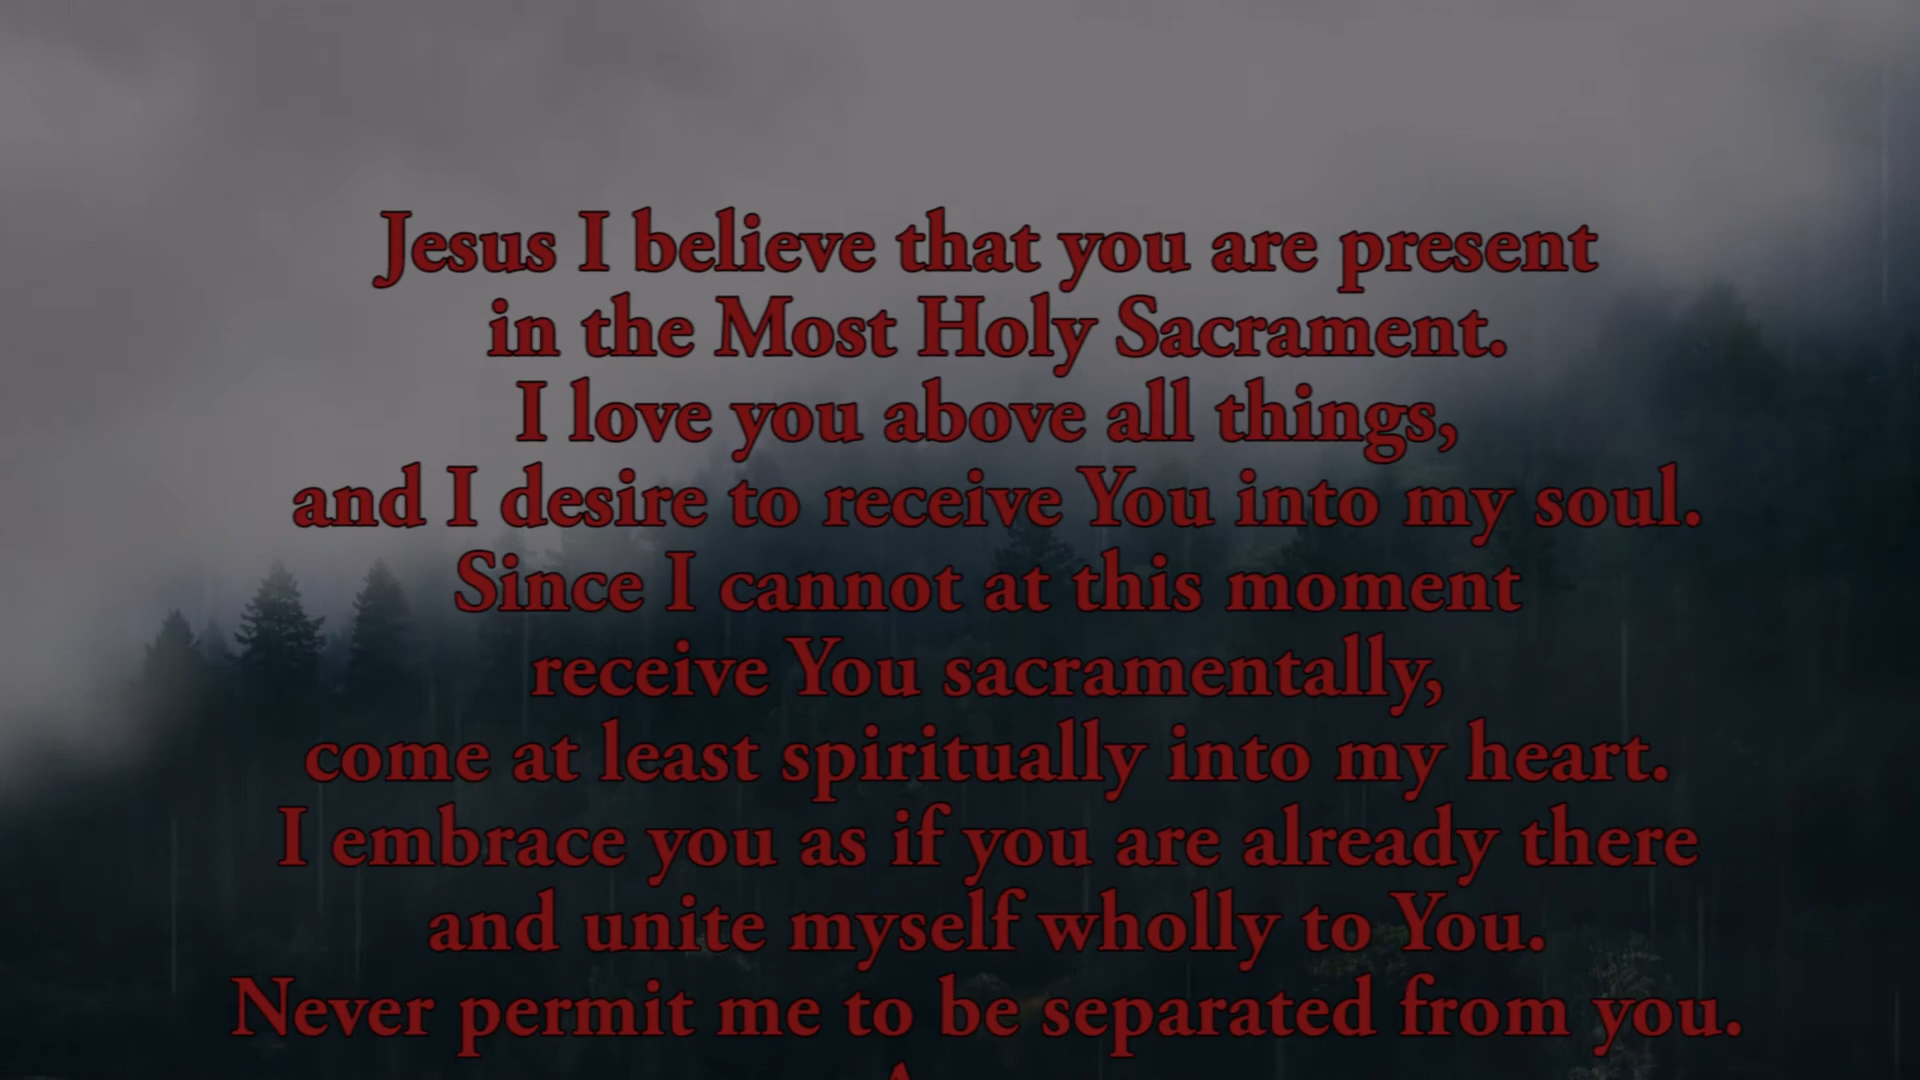 Jesus I believe that you are present
in the Most Holy Sacrament.
I love you above all things,
and I desire to receive You into my soul.
Since I cannot at this moment
receive You sacramentally,
come at least spiritually into my heart.
I embrace you as if you are already there
and unite myself wholly to You.
Never permit me to be separated from you.